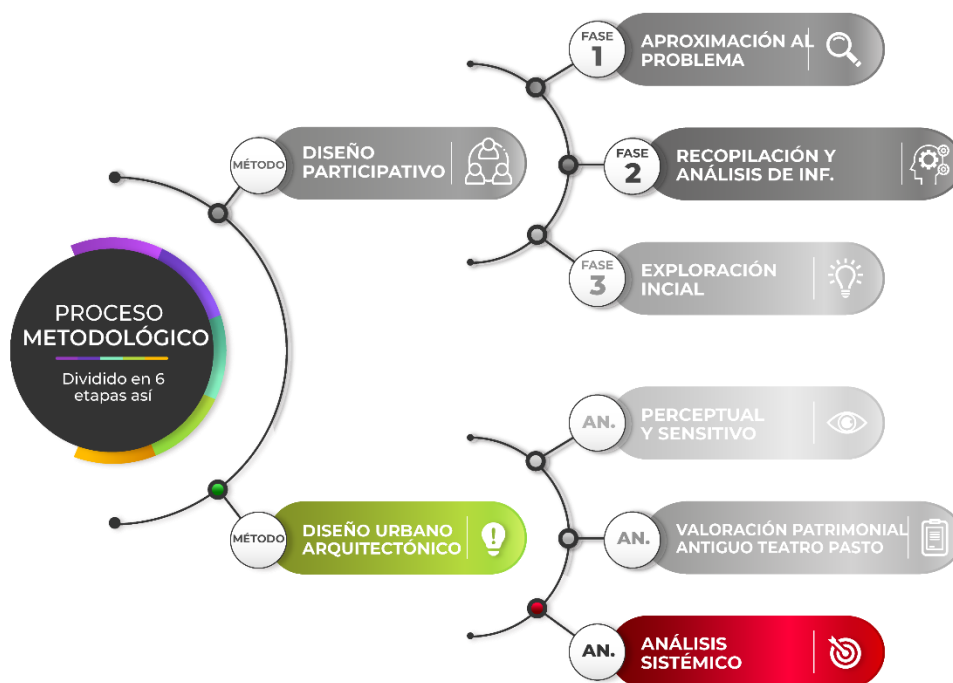 PROCESO
METODOLÓGICO
Dividido en 6
etapas así
MÉTODO
DISEÑO
PARTICIPATIVO
FASE
1
APROXIMACIÓN AL
PROBLEMA
FASE
2
RECOPILACIÓN Y
ANÁLISIS DE INF.
FASE
3
EXPLORACIÓN
INCIAL
MÉTODO
DISEÑO URBANO
ARQUITECTÓNICO
AN.
PERCEPTUAL
Y SENSITIVO
AN.
VALORACIÓN PATRIMONIAL
ANTIGUO TEATRO PASTO
AN.
ANÁLISIS
SISTÉMICO